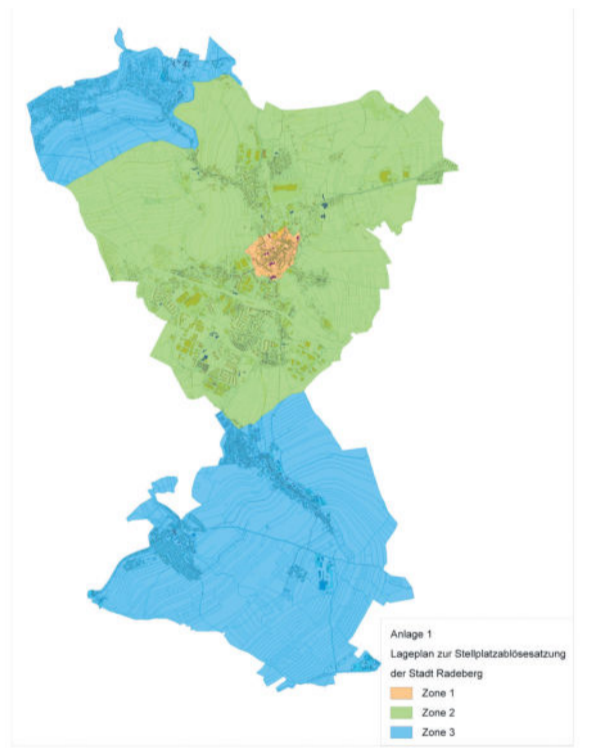 Anlage 1
Lageplan zur Stellplatzablösesatzung
der Stadt Radeberg
Zone 1
Zone 2
Zone 3